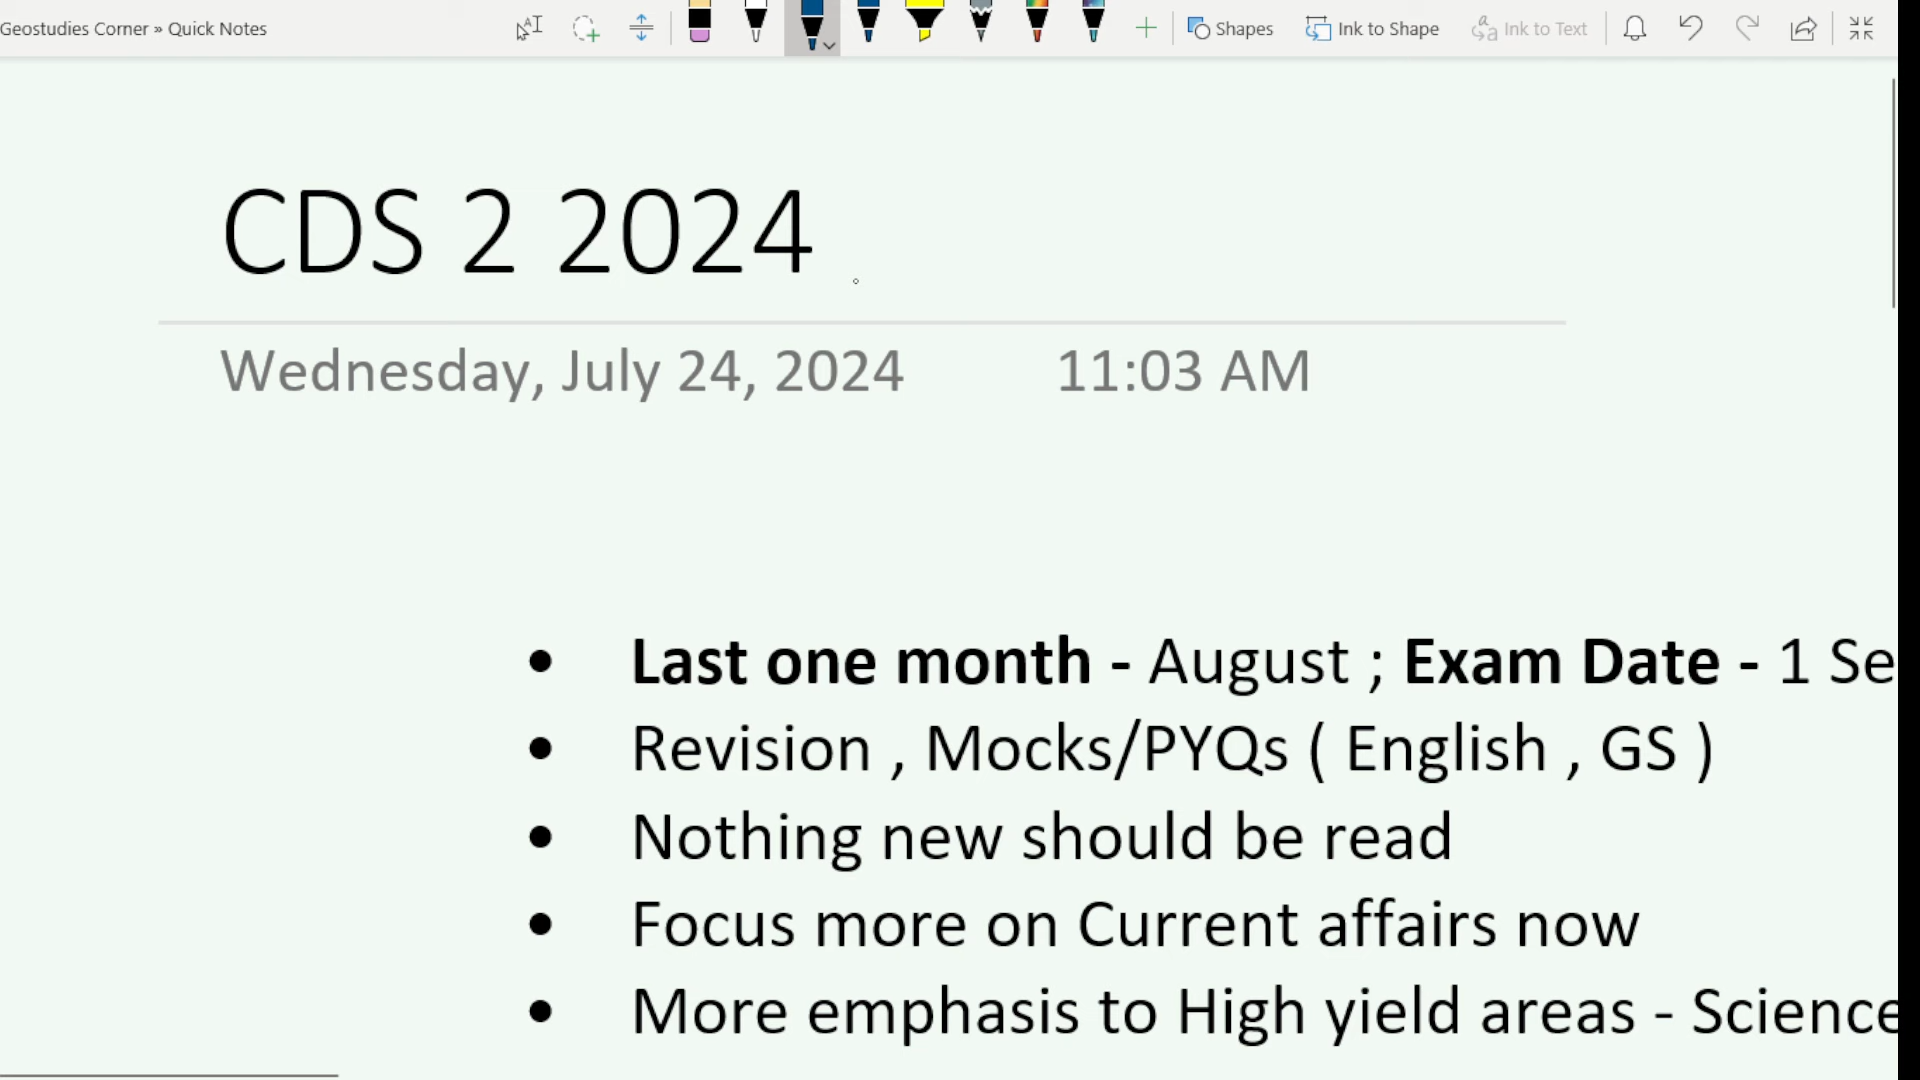 Geostudies Corner » Quick Notes
Shapes
Ink to Shape
Ink to Text
CDS 2 2024
Wednesday, July 24, 2024 11:03 AM
• Last one month - August ; Exam Date - 1 Se
• Revision , Mocks/PYQs ( English , GS )
• Nothing new should be read
• Focus more on Current affairs now
• More emphasis to High yield areas - Science